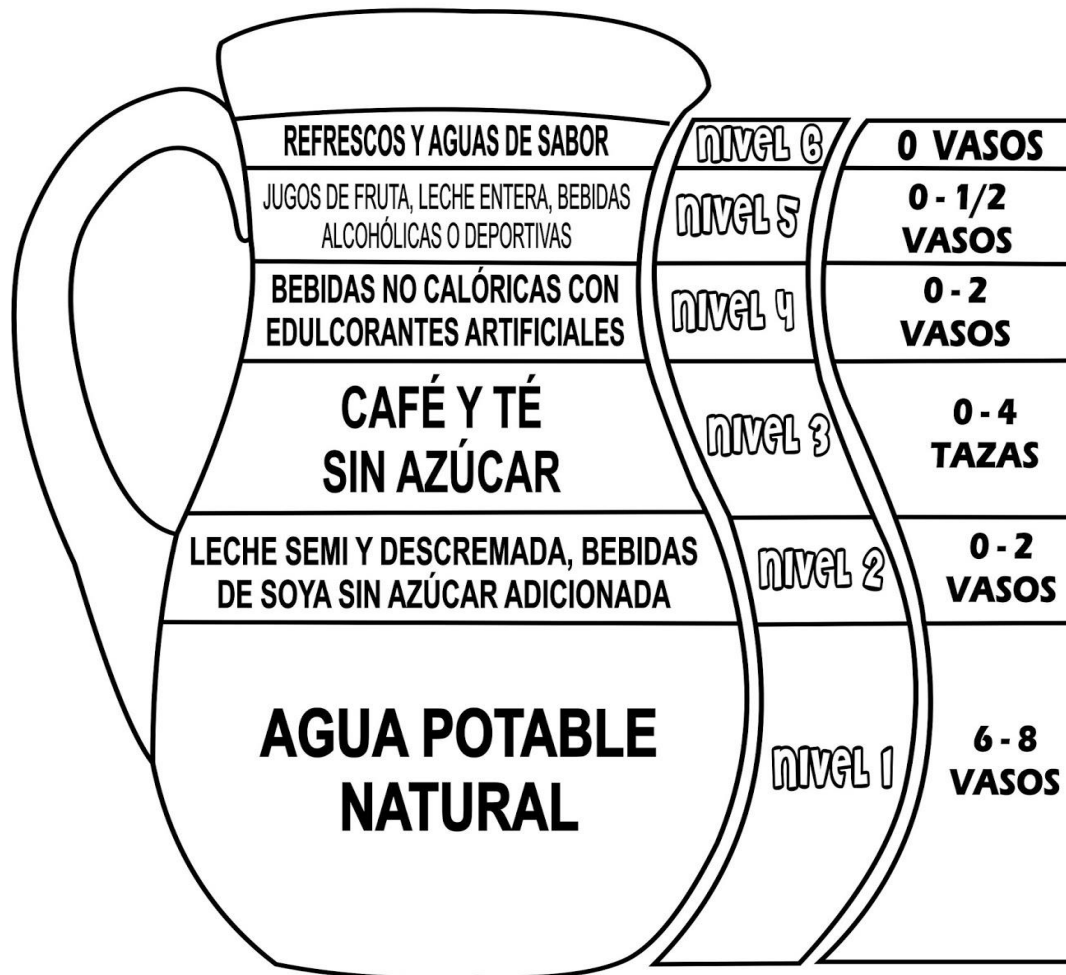 REFRESCOS Y AGUAS DE SABOR
NIVEL 6
0 VASOS
JUGOS DE FRUTA, LECHE ENTERA, BEBIDAS
ALCOHÓLICAS O DEPORTIVAS
NIVEL 5
0 - 1/2
VASOS
BEBIDAS NO CALÓRICAS CON
EDULCORANTES ARTIFICIALES
NIVEL 4
0 - 2
VASOS
CAFÉ Y TÉ
SIN AZÚCAR
NIVEL 3
0 - 4
TAZAS
LECHE SEMI Y DESCREMADA, BEBIDAS
DE SOYA SIN AZÚCAR ADICIONADA
NIVEL 2
0 - 2
VASOS
AGUA POTABLE
NATURAL
NIVEL 1
6 - 8
VASOS